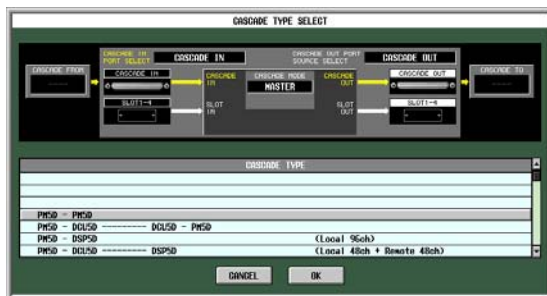 CASCADE TYPE SELECT
CASCADE IN PORT SELECT
CASCADE IN
CASCADE OUT PORT SOURCE SELECT
CASCADE OUT
CASCADE FROM
----
CASCADE IN
SLOT1-4
CASCADE IN
SLOT IN
CASCADE MODE
MASTER
CASCADE OUT
SLOT OUT
CASCADE OUT
SLOT1-4
CASCADE TO
----
CASCADE TYPE
PM5D - PM5D
PM5D - DCU5D --------- DCU5D - PM5D
PM5D - DSP5D (Local 96ch)
PM5D - DCU5D --------- DSP5D (Local 48ch + Remote 48ch)
CANCEL
OK